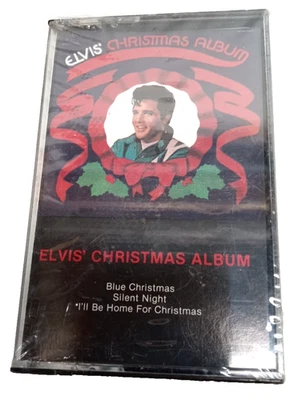 ELVIS' CHRISTMAS ALBUM
ELVIS' CHRISTMAS ALBUM
Blue Christmas
Silent Night
*I'll Be Home For Christmas